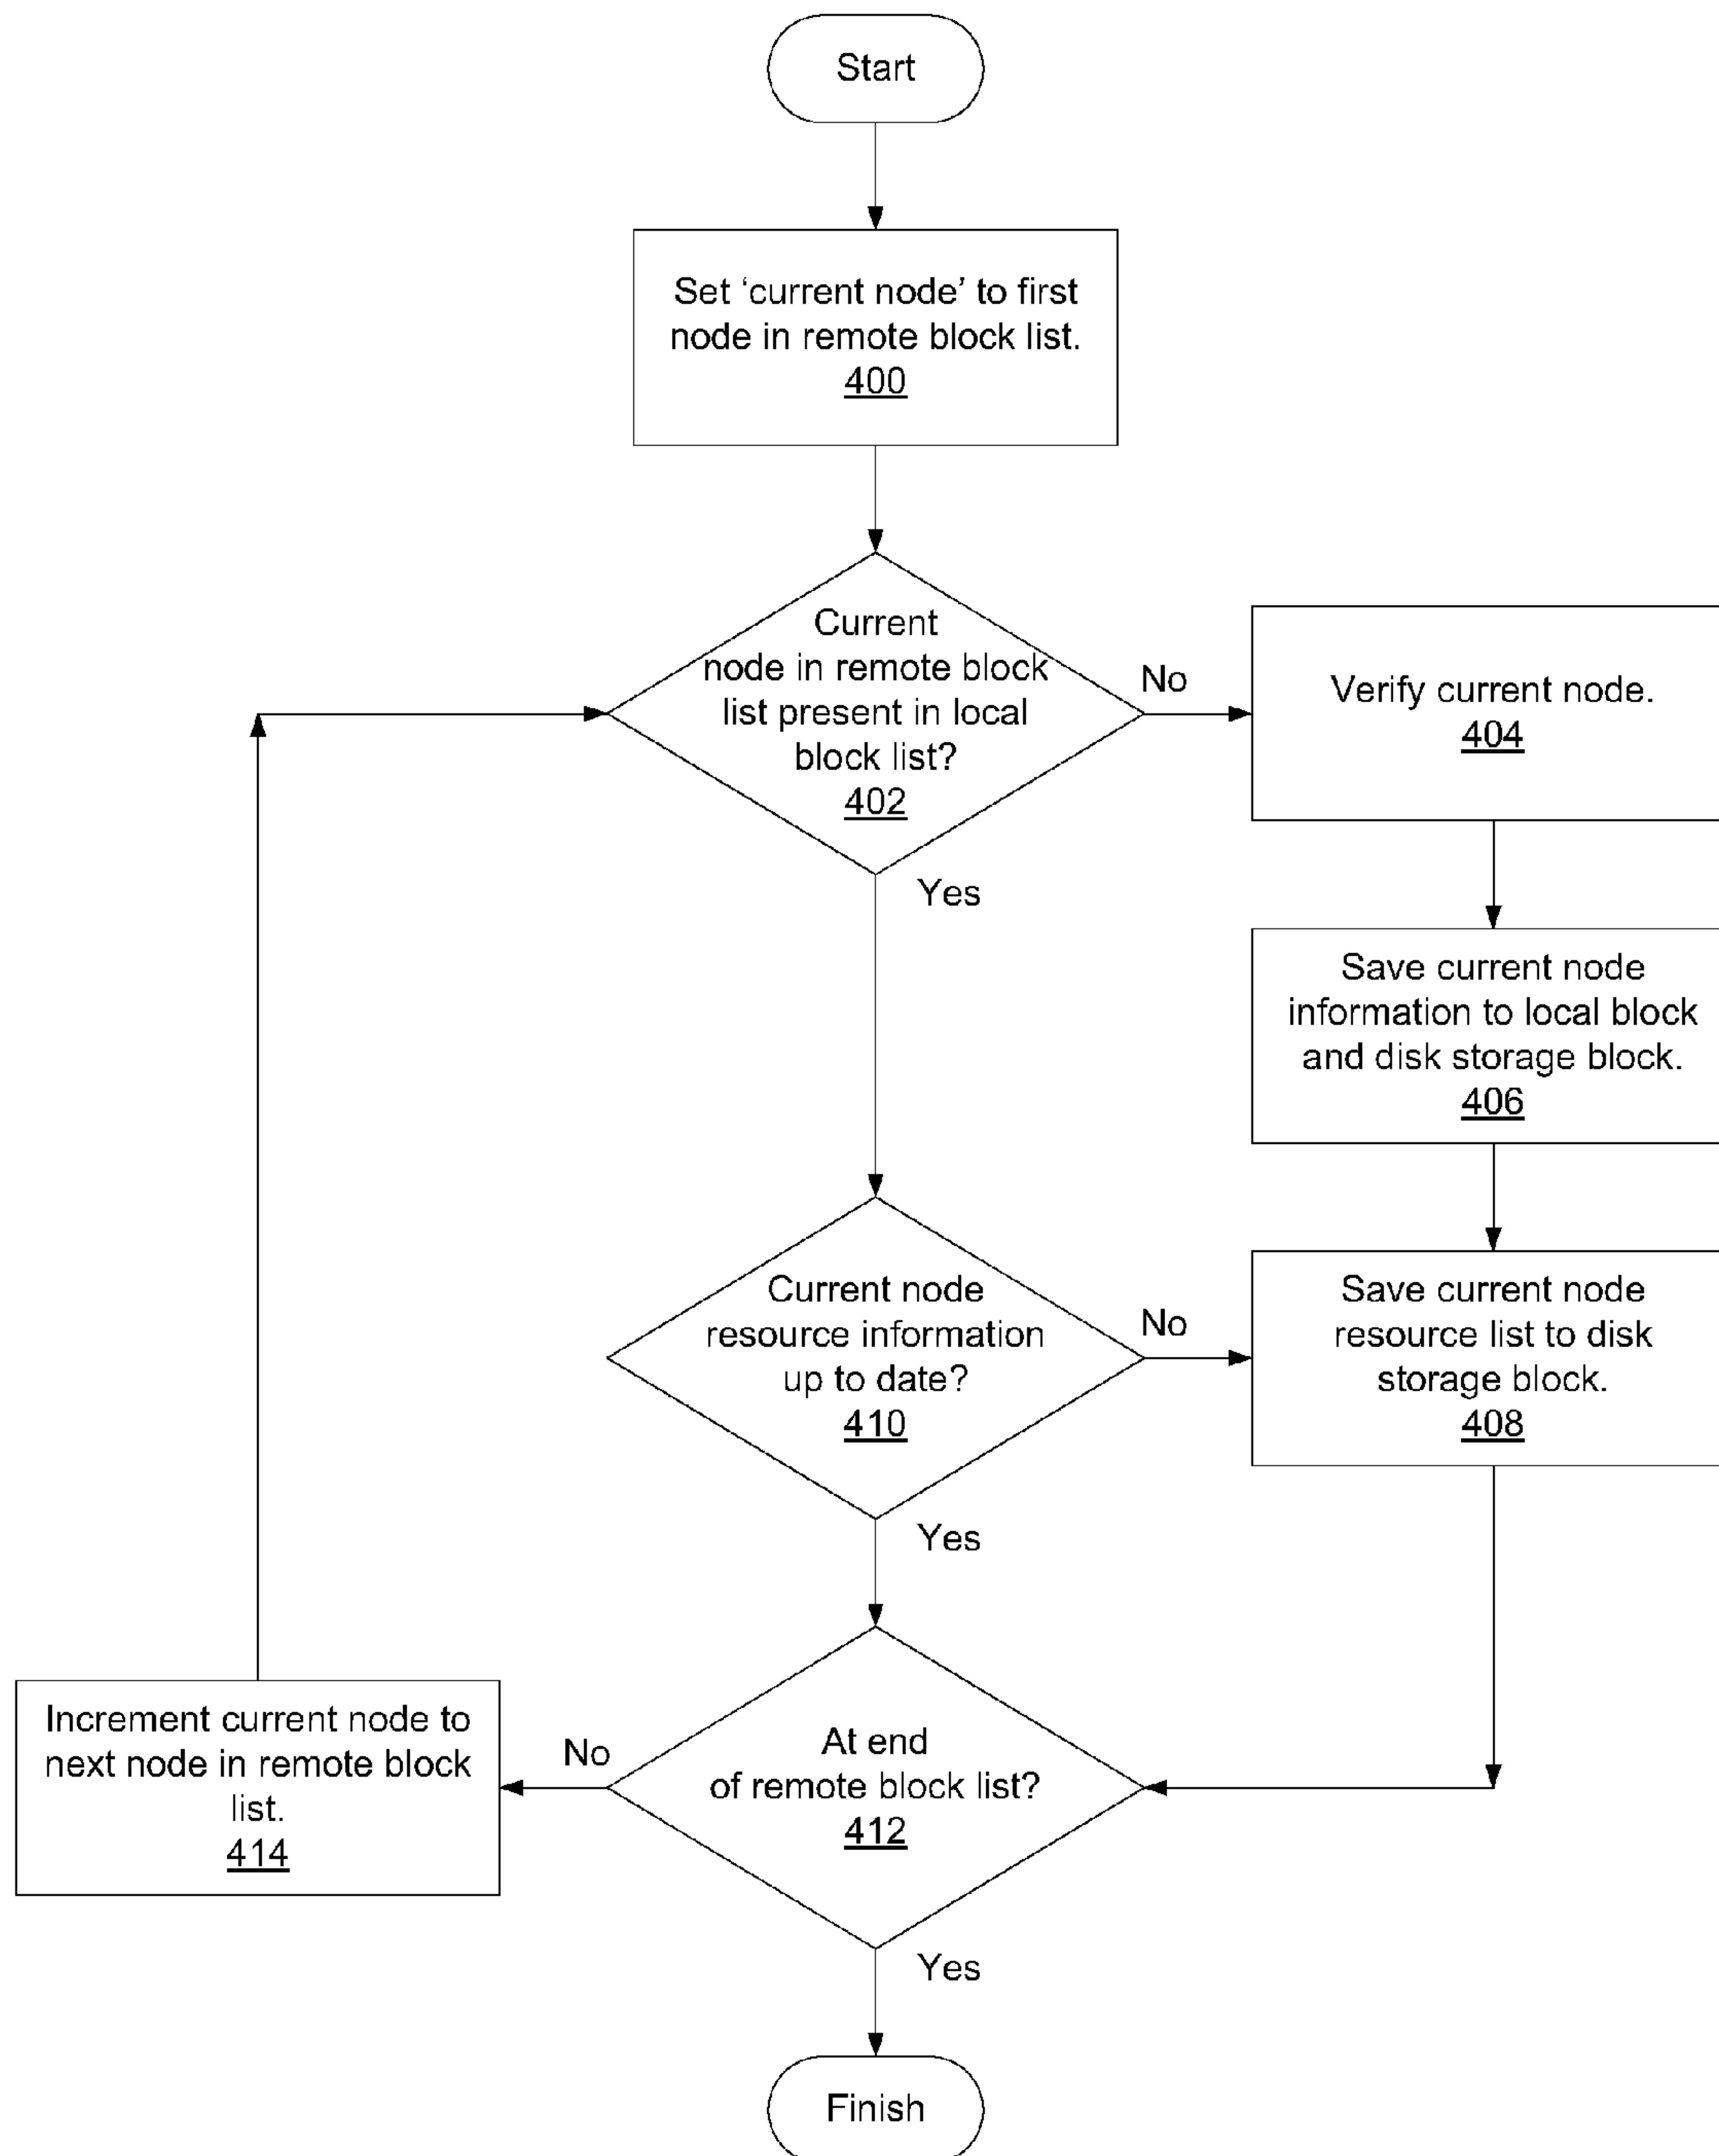 Start
Set ‘current node’ to first
node in remote block list.
400
Current
node in remote block
list present in local
block list?
402
No
Verify current node.
404
Yes
Save current node
information to local block
and disk storage block.
406
Current node
resource information
up to date?
410
No
Save current node
resource list to disk
storage block.
408
Yes
Increment current node to
next node in remote block
list.
414
No
At end
of remote block list?
412
Yes
Finish